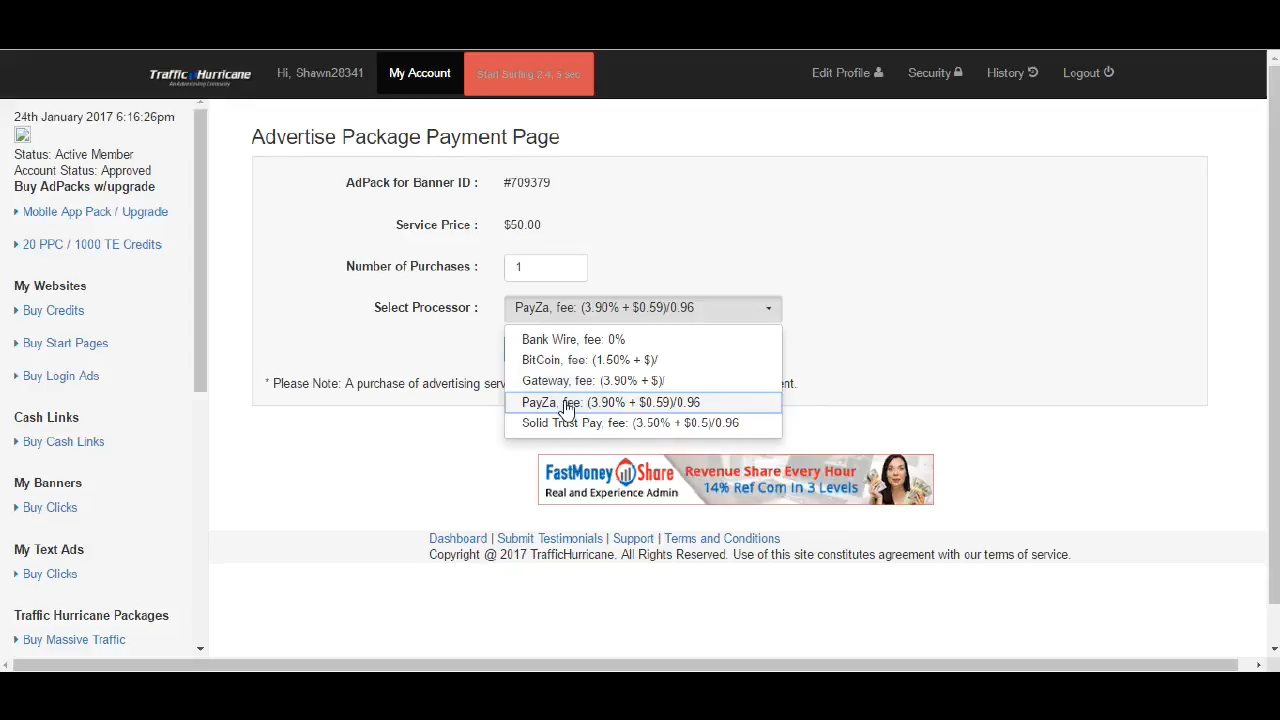 Traffic Hurricane
An Advertising Company
Hi, Shawn28341
My Account
Start Surfing 2.4, 5 sec
Edit Profile
Security
History
Logout
24th January 2017 6:16:26pm
Status: Active Member
Account Status: Approved
Buy AdPacks w/upgrade
Mobile App Pack / Upgrade
20 PPC / 1000 TE Credits
My Websites
Buy Credits
Buy Start Pages
Buy Login Ads
Cash Links
Buy Cash Links
My Banners
Buy Clicks
My Text Ads
Buy Clicks
Traffic Hurricane Packages
Buy Massive Traffic
Advertise Package Payment Page
AdPack for Banner ID : #709379
Service Price : $50.00
Number of Purchases : 1
Select Processor : PayZa, fee: (3.90% + $0.59)/0.96
Bank Wire, fee: 0%
BitCoin, fee: (1.50% + $)/
Gateway, fee: (3.90% + $)/
PayZa, fee: (3.90% + $0.59)/0.96
Solid Trust Pay, fee: (3.50% + $0.5)/0.96
* Please Note: A purchase of advertising
FastMoney Share
Real and Experience Admin
Revenue Share Every Hour
14% Ref Com In 3 Levels
Dashboard | Submit Testimonials | Support | Terms and Conditions
Copyright @ 2017 TrafficHurricane. All Rights Reserved. Use of this site constitutes agreement with our terms of service.